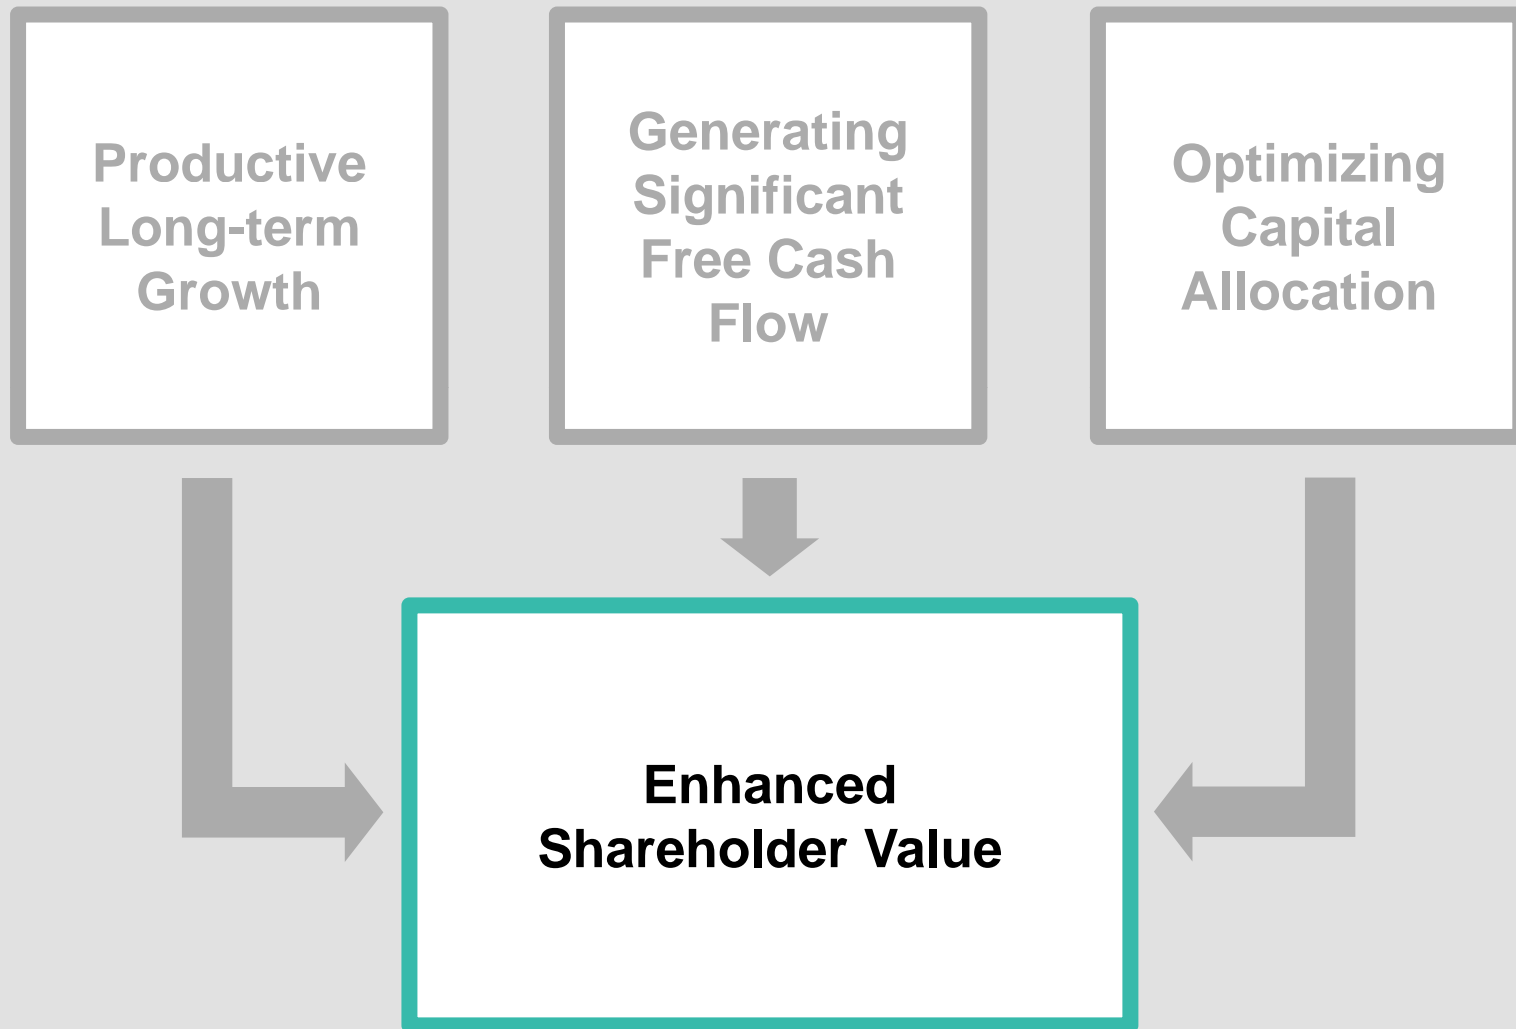 Productive
Long-term
Growth
Generating
Significant
Free Cash
Flow
Optimizing
Capital
Allocation
Enhanced
Shareholder Value